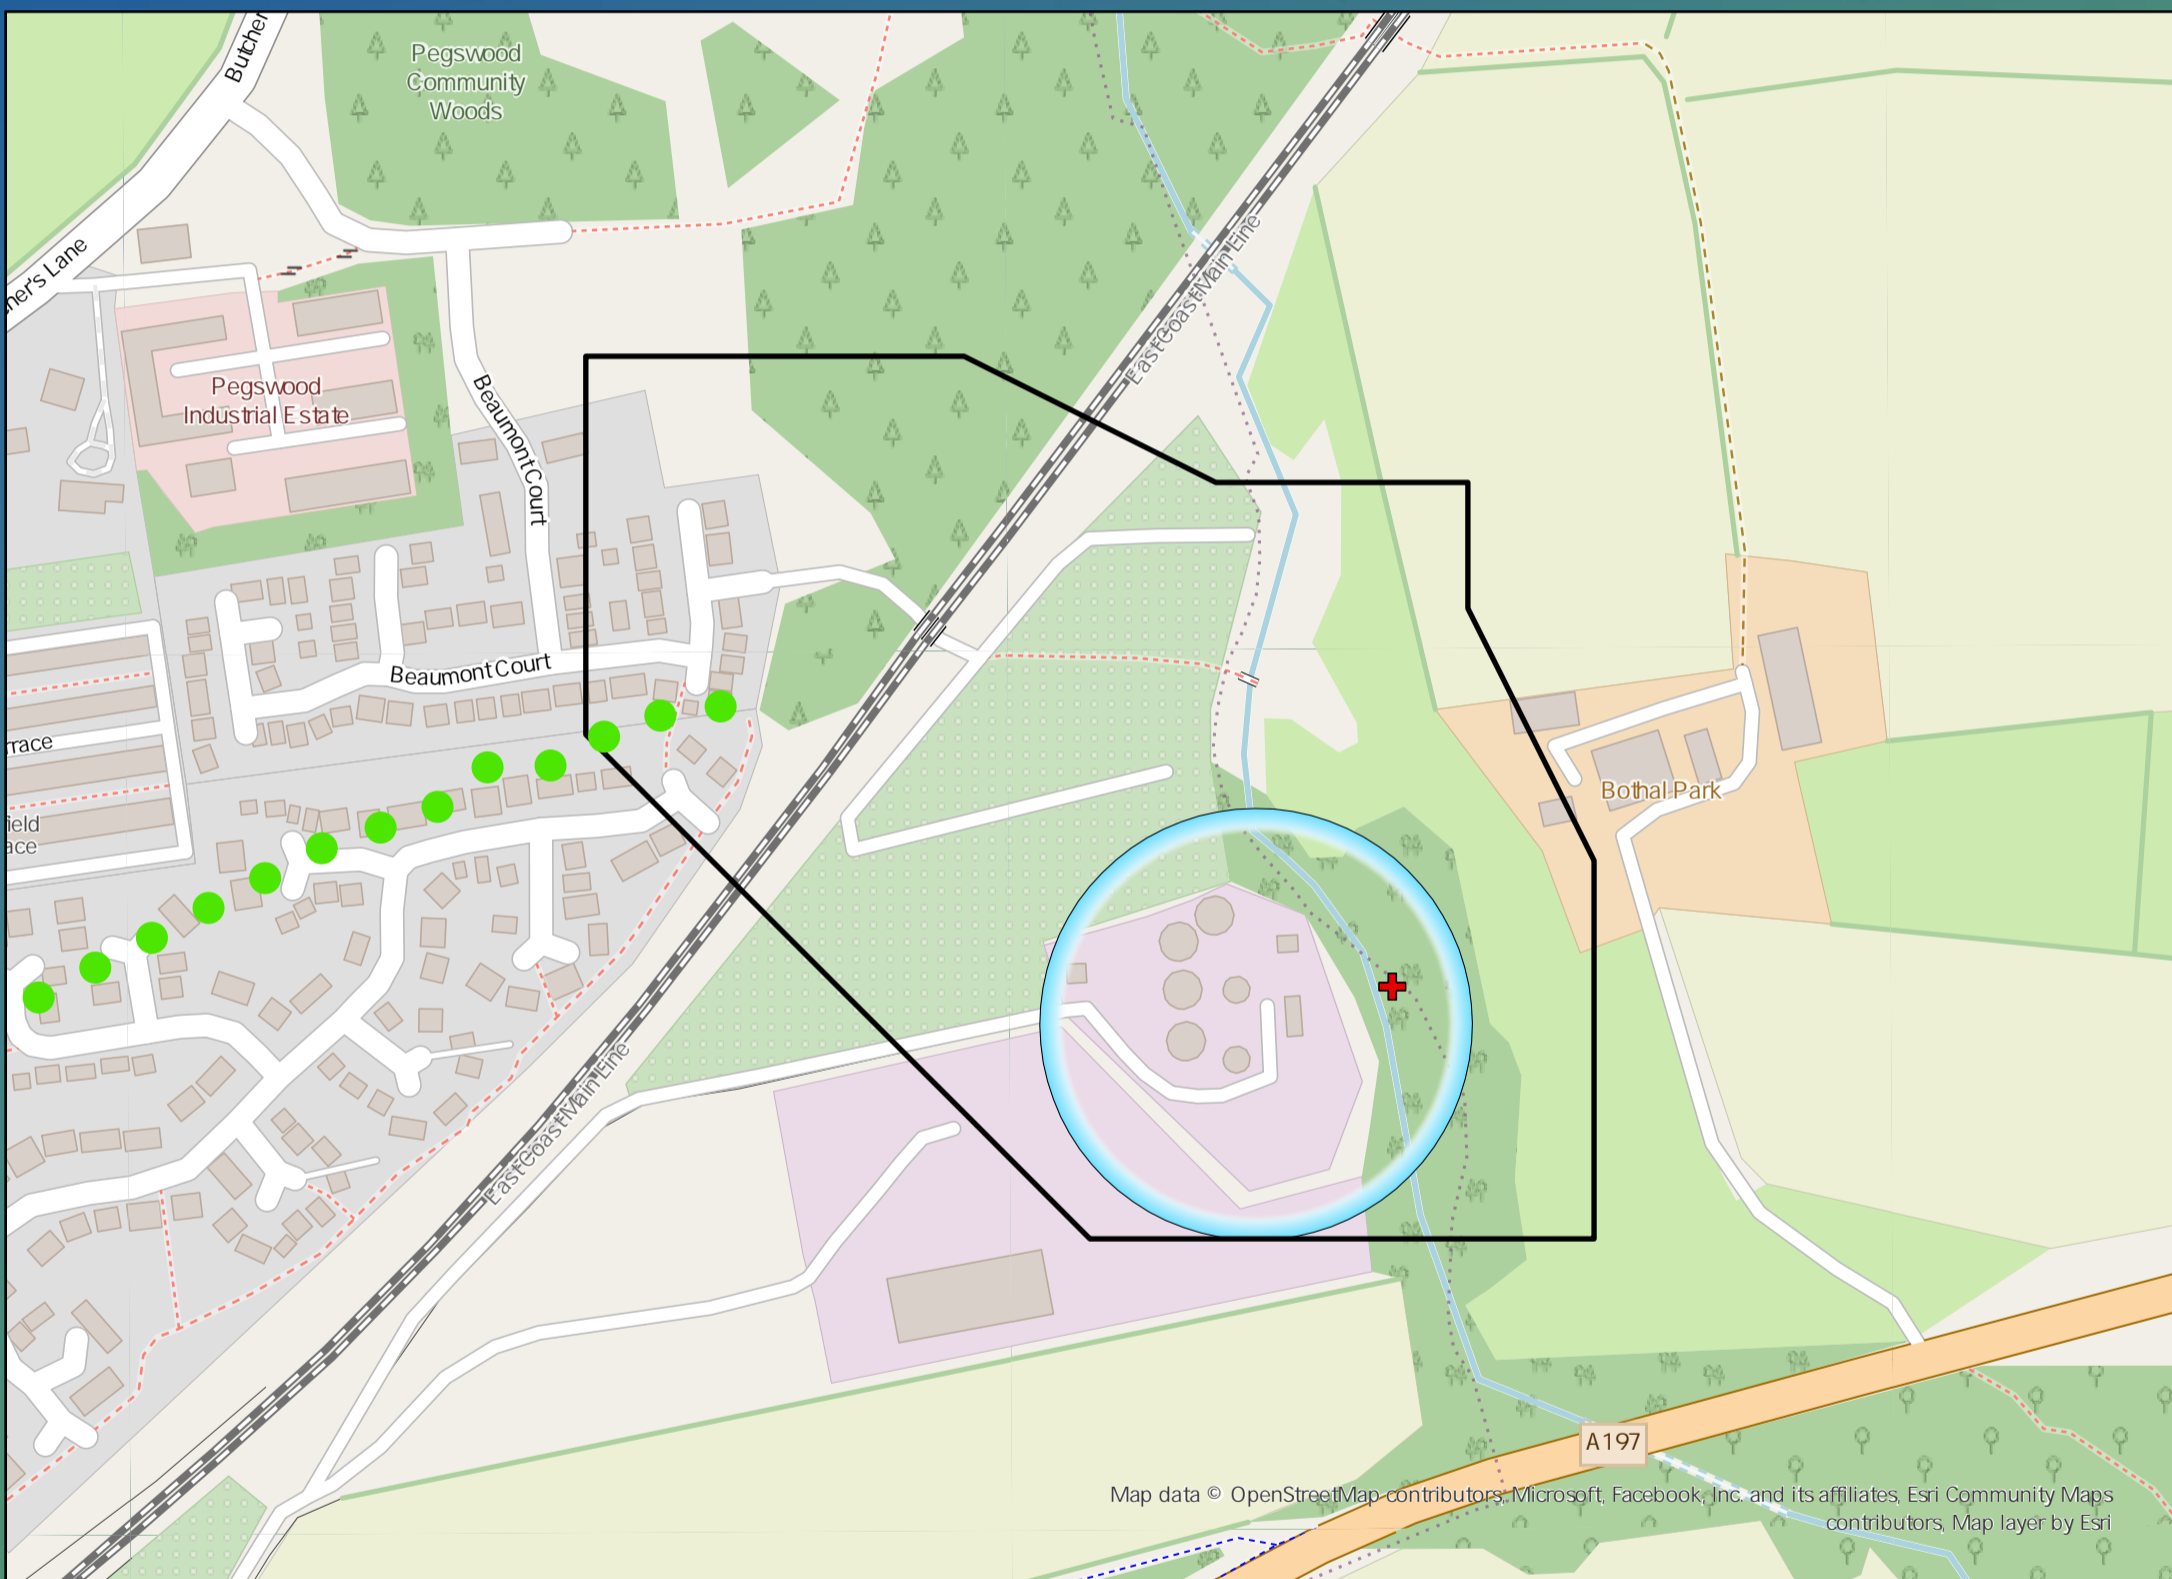 Butcher
Pegswood
Community
Woods
cher's Lane
East Coast Main Line
Pegswood
Industrial Estate
Beaumont Court
Beaumont Court
rrace
Bothal Park
ield
ace
East Coast Main Line
A197
Map data © OpenStreetMap contributors, Microsoft, Facebook, Inc. and its affiliates, Esri Community Maps
contributors, Map layer by Esri